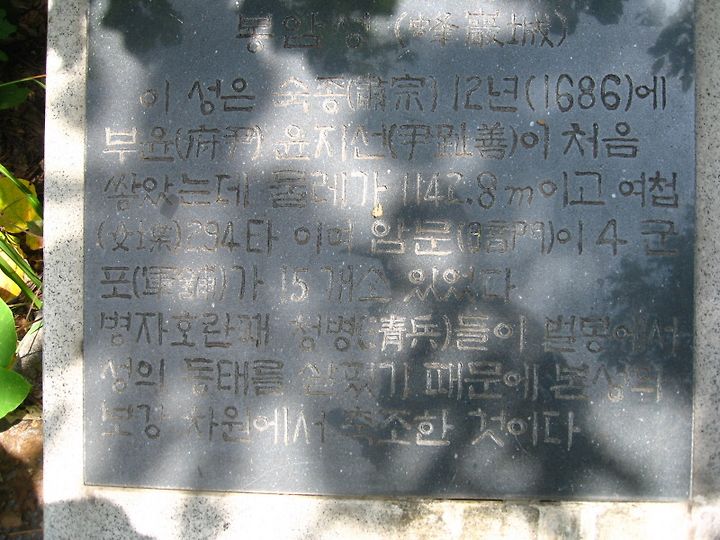 봉암성 (蜂巖城)
이 성은 숙종(肅宗) 12년(1686)에
부윤(府尹) 윤지선(尹趾善)이 처음
쌓았는데 둘레가 1142.8m이고 여첩
(女堞)294타 이며 암문(暗門)이 4 군
포(軍鋪)가 15개소 있었다
병자호란때 청병(淸兵)들이 벌봉에서
성의 동태를 살폈기 때문에 본성의
보강 차원에서 축조한 것이다